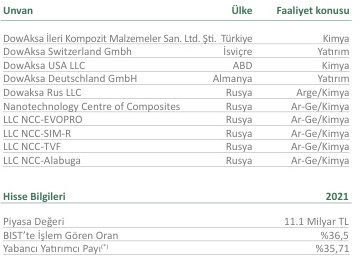 Unvan Ülke Faaliyet konusu
DowAksa İleri Kompozit Malzemeler San. Ltd. Şti. Türkiye Kimya
DowAksa Switzerland Gmbh İsviçre Yatırım
DowAksa USA LLC ABD Kimya
DowAksa Deutschland GmbH Almanya Yatırım
Dowaksa Rus LLC Rusya Arge/Kimya
Nanotechnology Centre of Composites Rusya Ar-Ge/Kimya
LLC NCC-EVOPRO Rusya Ar-Ge/Kimya
LLC NCC-SIM-R Rusya Ar-Ge/Kimya
LLC NCC-TVF Rusya Ar-Ge/Kimya
LLC NCC-Alabuga Rusya Ar-Ge/Kimya
Hisse Bilgileri 2021
Piyasa Değeri 11.1 Milyar TL
BIST'te İşlem Gören Oran %36,5
Yabancı Yatırımcı Payı(*) %35,71